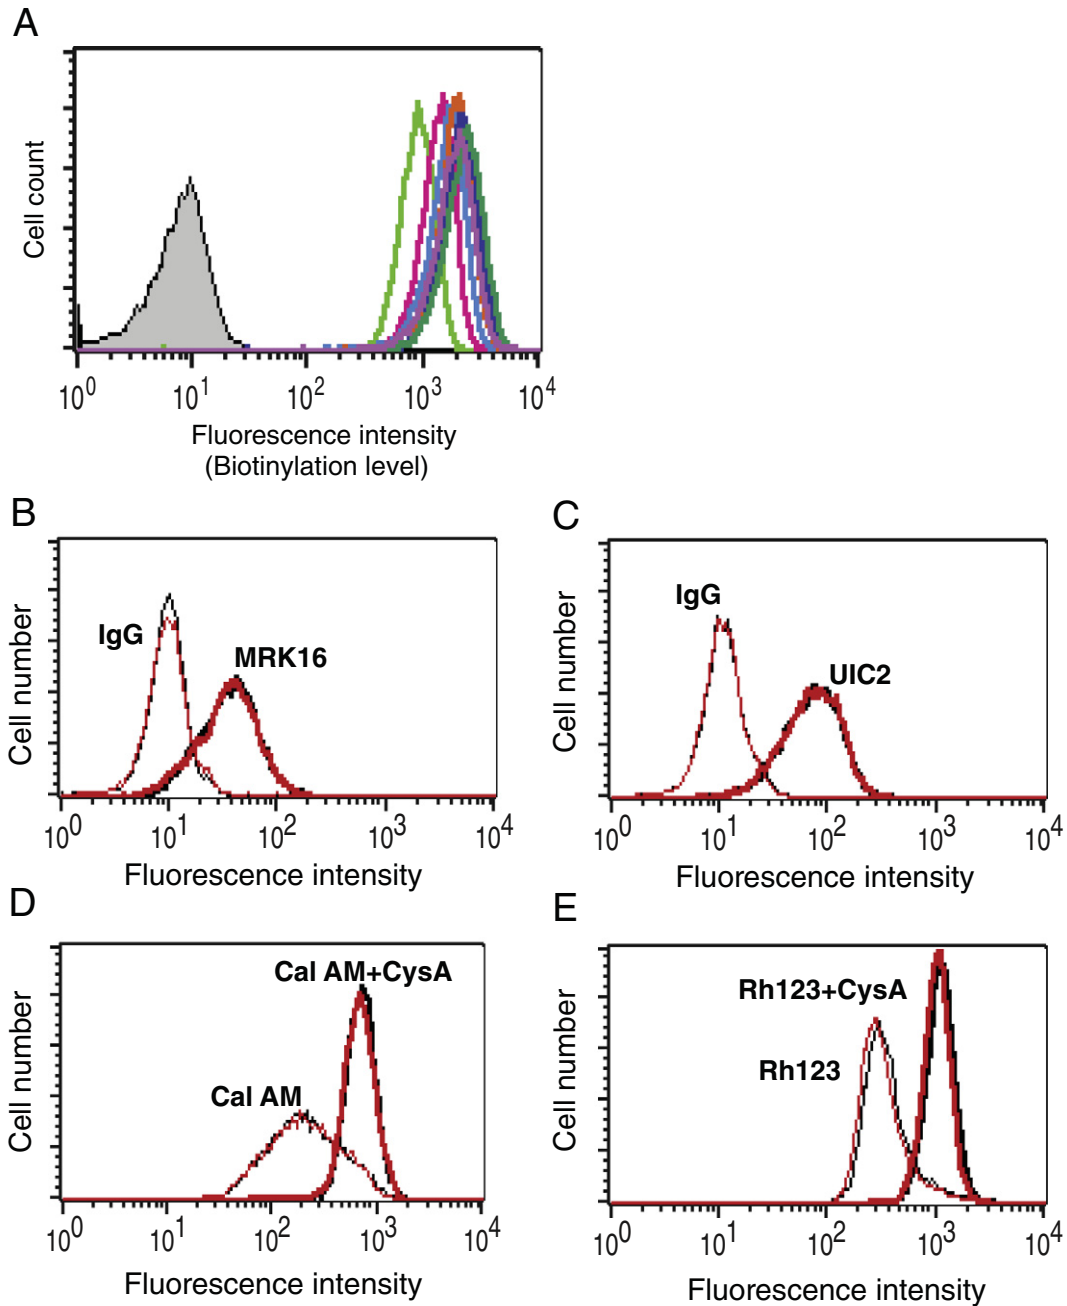 A
Cell count
10^0 10^1 10^2 10^3 10^4
Fluorescence intensity
(Biotinylation level)
B
Cell number
IgG
MRK16
10^0 10^1 10^2 10^3 10^4
Fluorescence intensity
C
Cell number
IgG
UIC2
10^0 10^1 10^2 10^3 10^4
Fluorescence intensity
D
Cell number
Cal AM+CysA
Cal AM
10^0 10^1 10^2 10^3 10^4
Fluorescence intensity
E
Cell number
Rh123+CysA
Rh123
10^0 10^1 10^2 10^3 10^4
Fluorescence intensity